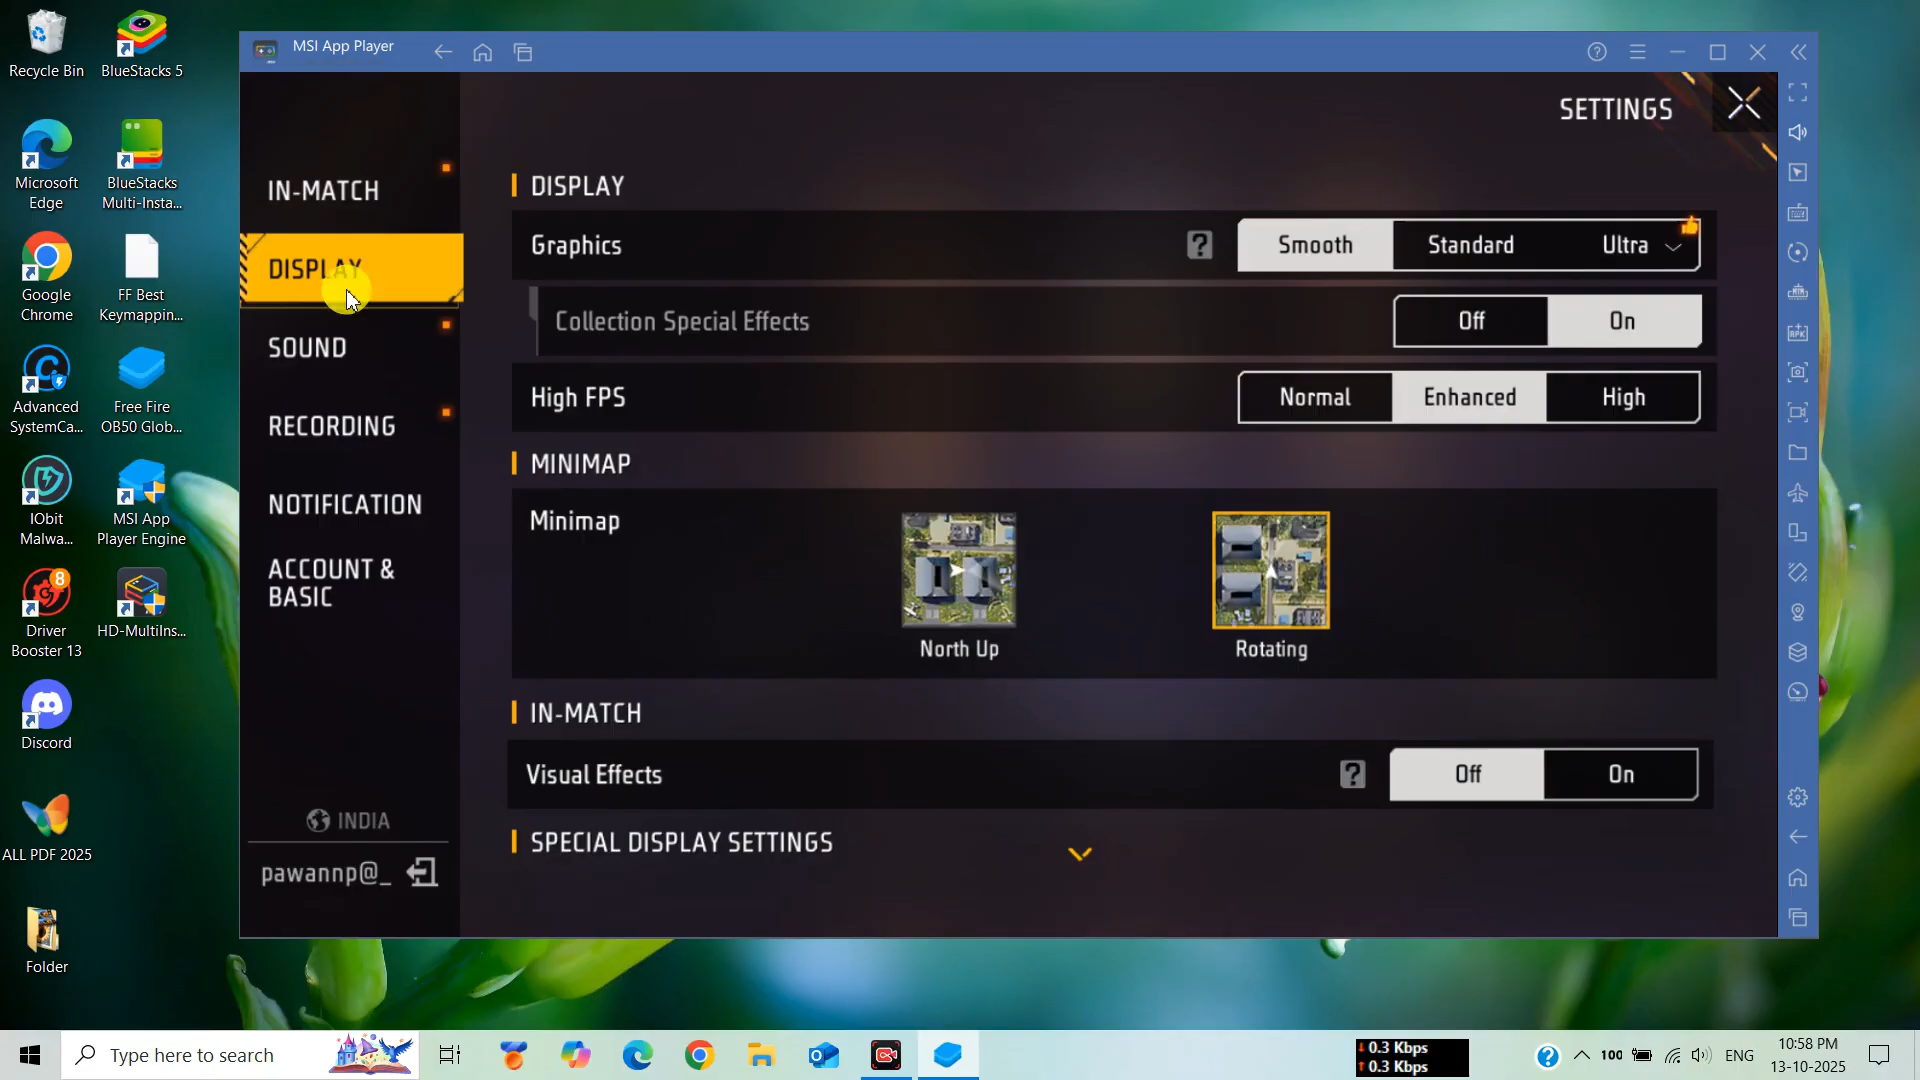 Recycle Bin
BlueStacks 5
Microsoft
Edge
BlueStacks
Multi-Insta...
Google
Chrome
FF Best
Keymappin...
Advanced
SystemCa...
Free Fire
OB50 Glob...
IObit
Malwa...
MSI App
Player Engine
8
Driver
Booster 13
HD-MultiIns...
Discord
ALL PDF 2025
Folder
MSI App Player
SETTINGS
IN-MATCH
DISPLAY
SOUND
RECORDING
NOTIFICATION
ACCOUNT &
BASIC
INDIA
pawannp@_
DISPLAY
Graphics
?
Smooth
Standard
Ultra
Collection Special Effects
Off
On
High FPS
Normal
Enhanced
High
MINIMAP
Minimap
North Up
Rotating
IN-MATCH
Visual Effects
?
Off
On
SPECIAL DISPLAY SETTINGS
Type here to search
0.3 Kbps
0.3 Kbps
100
ENG
10:58 PM
13-10-2025